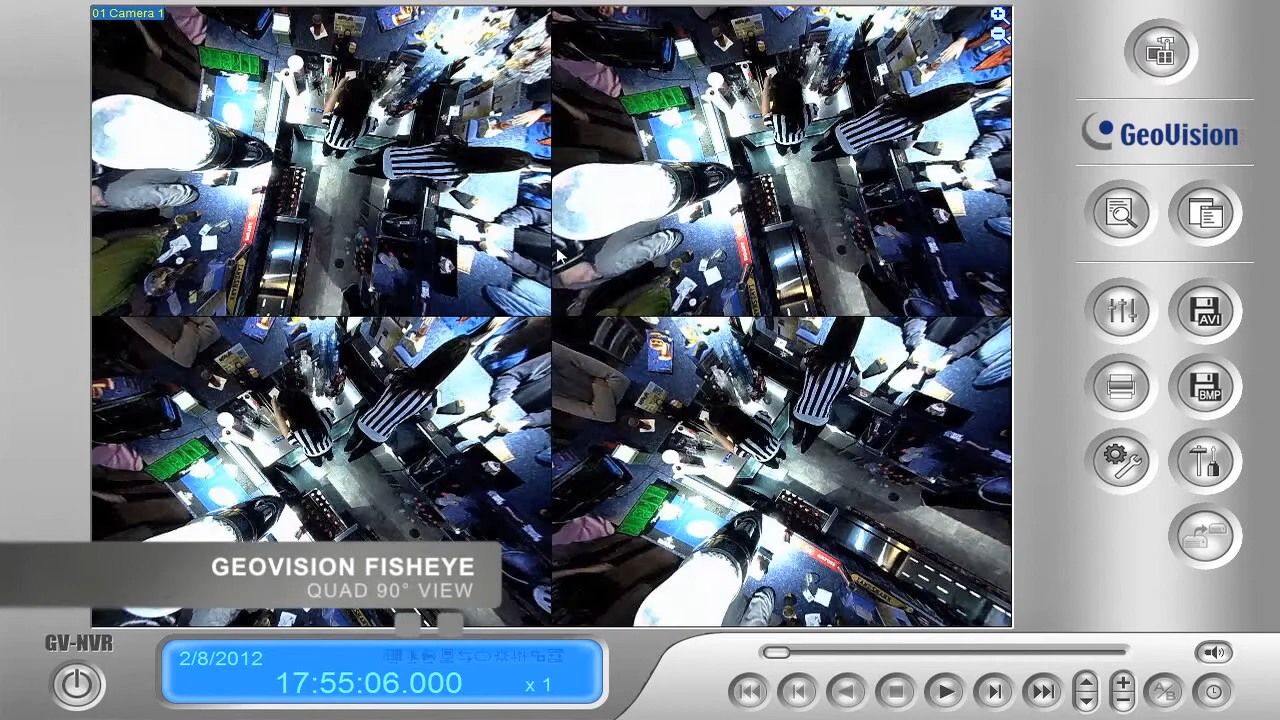 01 Camera 1
GeoVision
AVI
BMP
GEOVISION FISHEYE
QUAD 90° VIEW
GV-NVR
2/8/2012
17:55:06.000
x 1
A/B